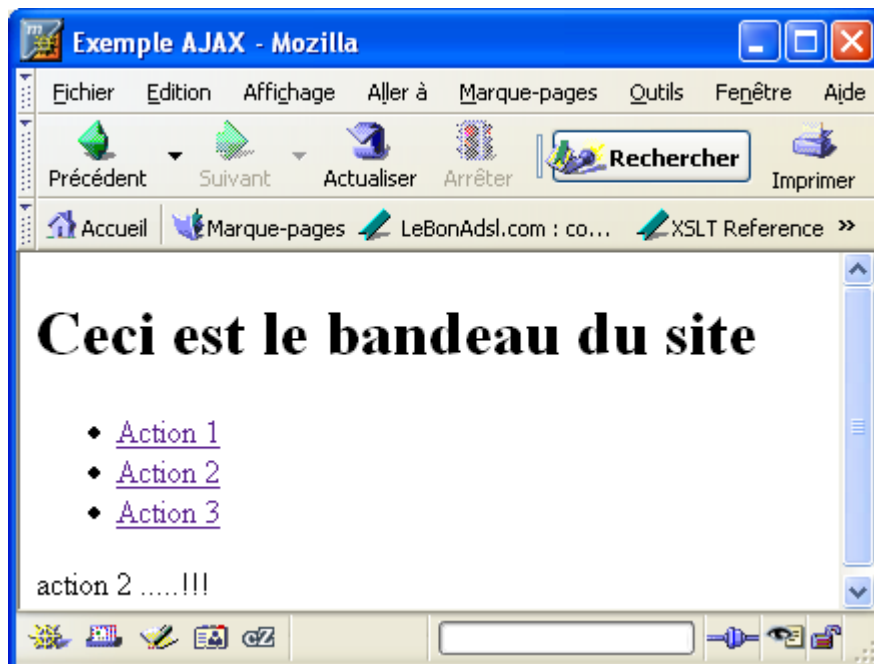 Exemple AJAX - Mozilla
Fichier Edition Affichage Aller à Marque-pages Outils Fenêtre Aide
Précédent Suivant Actualiser Arrêter Rechercher Imprimer
Accueil Marque-pages LeBonAdsl.com : co... XSLT Reference »
Ceci est le bandeau du site
• Action 1
• Action 2
• Action 3
action 2 .....!!!